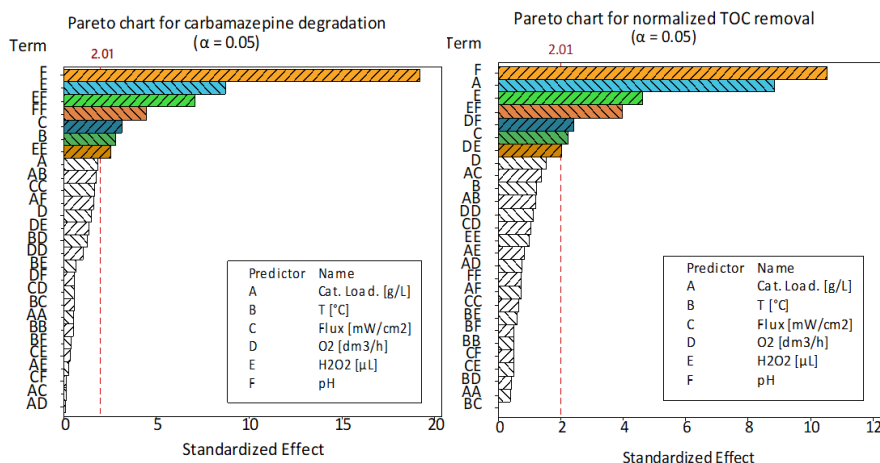 Pareto chart for carbamazepine degradation
(α = 0.05)
Term
2.01
F
E
EF
FF
C
B
EE
A
AB
CC
AF
D
DE
BD
DD
BE
DF
CD
BC
AA
BB
BF
CE
AE
CF
AC
AD
Predictor Name
A Cat. Load. [g/L]
B T [°C]
C Flux [mW/cm2]
D O2 [dm3/h]
E H2O2 [µL]
F pH
0 5 10 15 20
Standardized Effect
Pareto chart for normalized TOC removal
(α = 0.05)
Term
2.01
F
A
E
EF
DF
C
DE
D
AC
B
AB
DD
CD
EE
AE
AD
FF
AF
CC
BE
BF
BB
CF
CE
BD
AA
BC
Predictor Name
A Cat. Load. [g/L]
B T [°C]
C Flux [mW/cm2]
D O2 [dm3/h]
E H2O2 [µL]
F pH
0 2 4 6 8 10 12
Standardized Effect